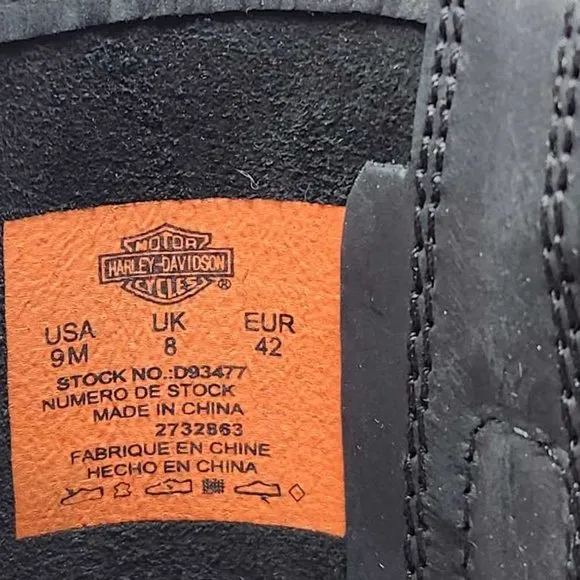 MOTOR
HARLEY-DAVIDSON
CYCLES ®
USA UK EUR
9M 8 42
STOCK NO.:D93477
NUMERO DE STOCK
MADE IN CHINA
2732863
FABRIQUE EN CHINE
HECHO EN CHINA